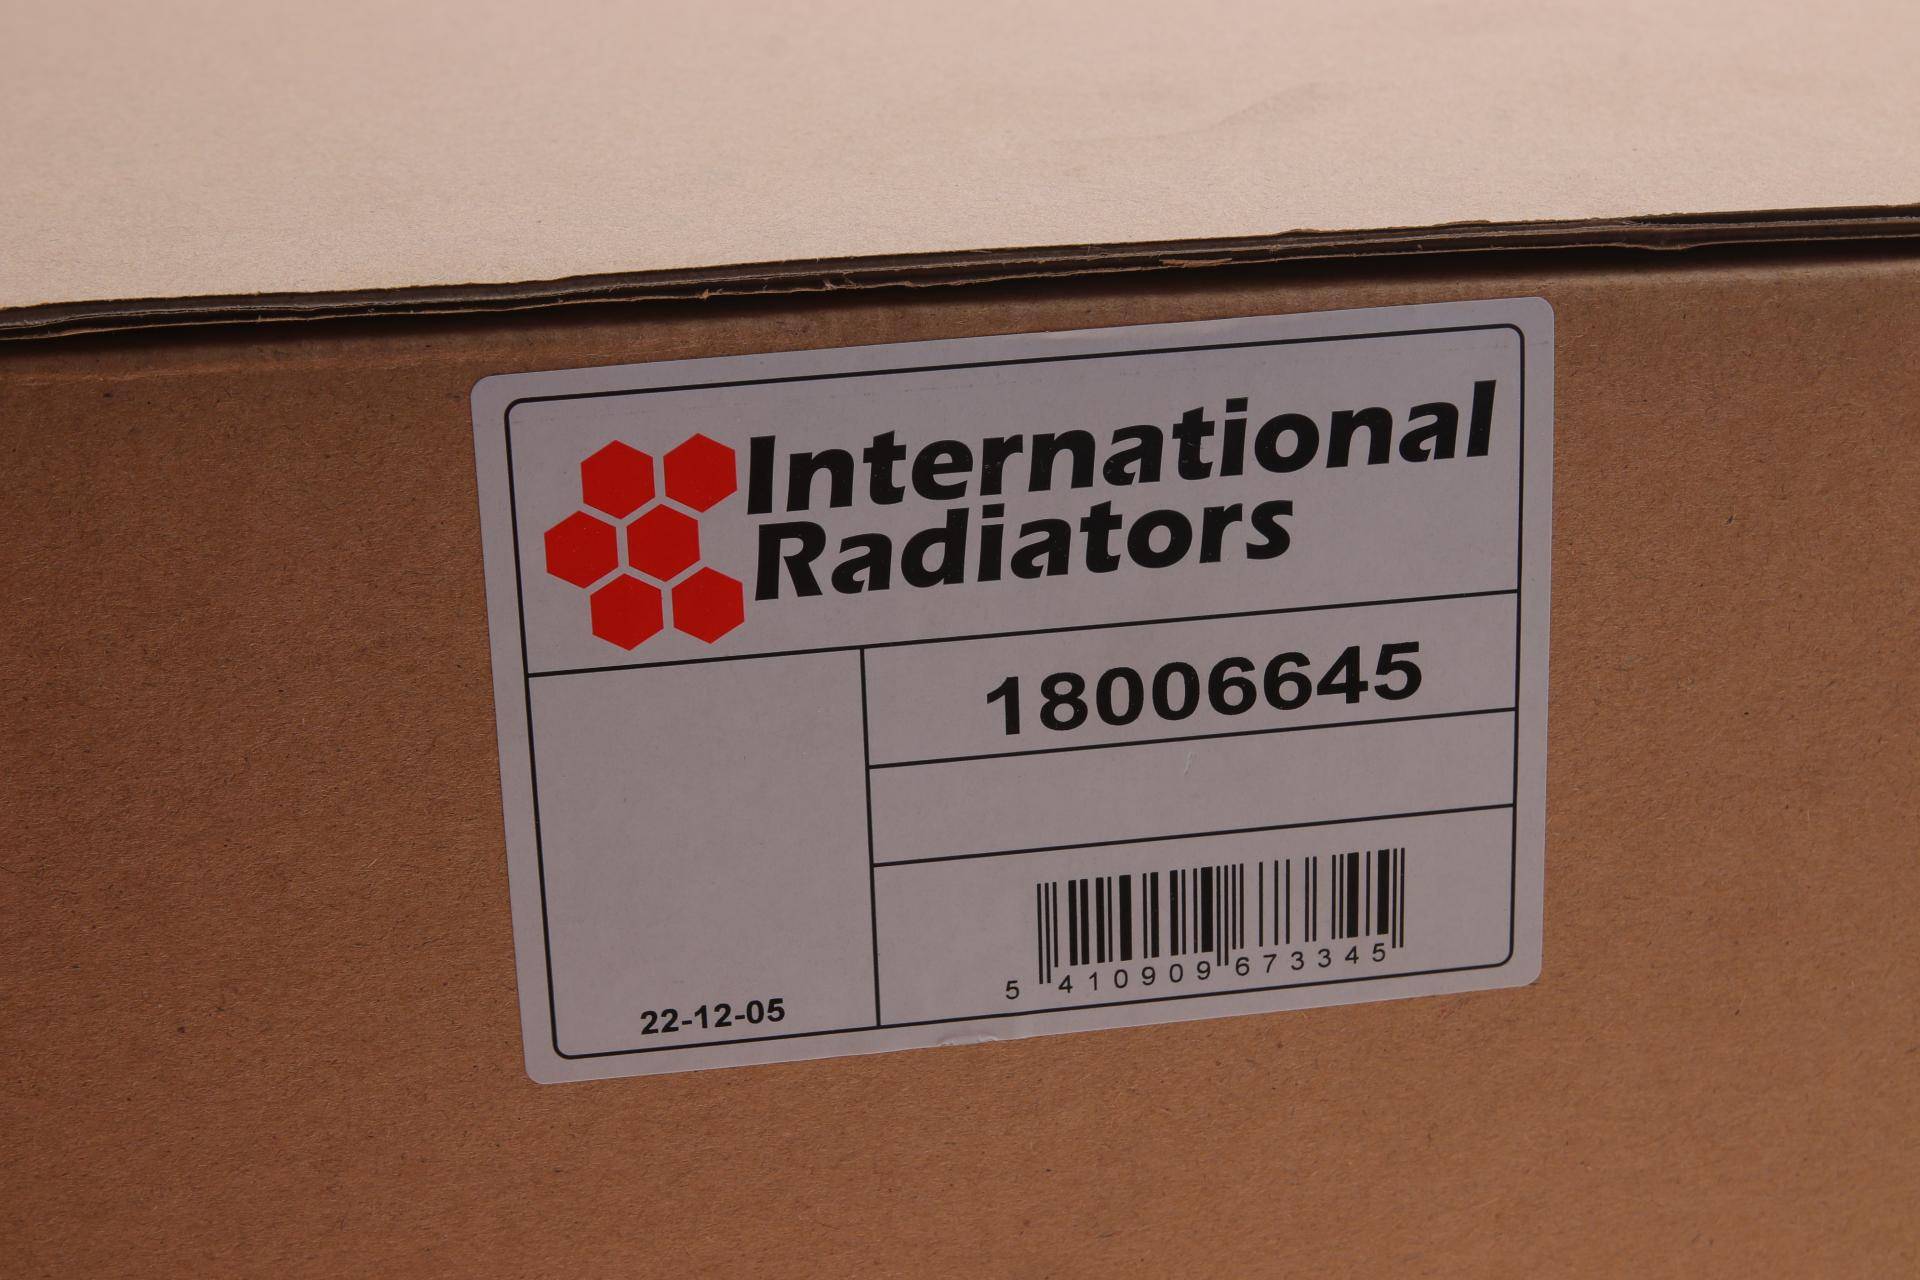 International
Radiators
18006645
22-12-05
5 410909 673345